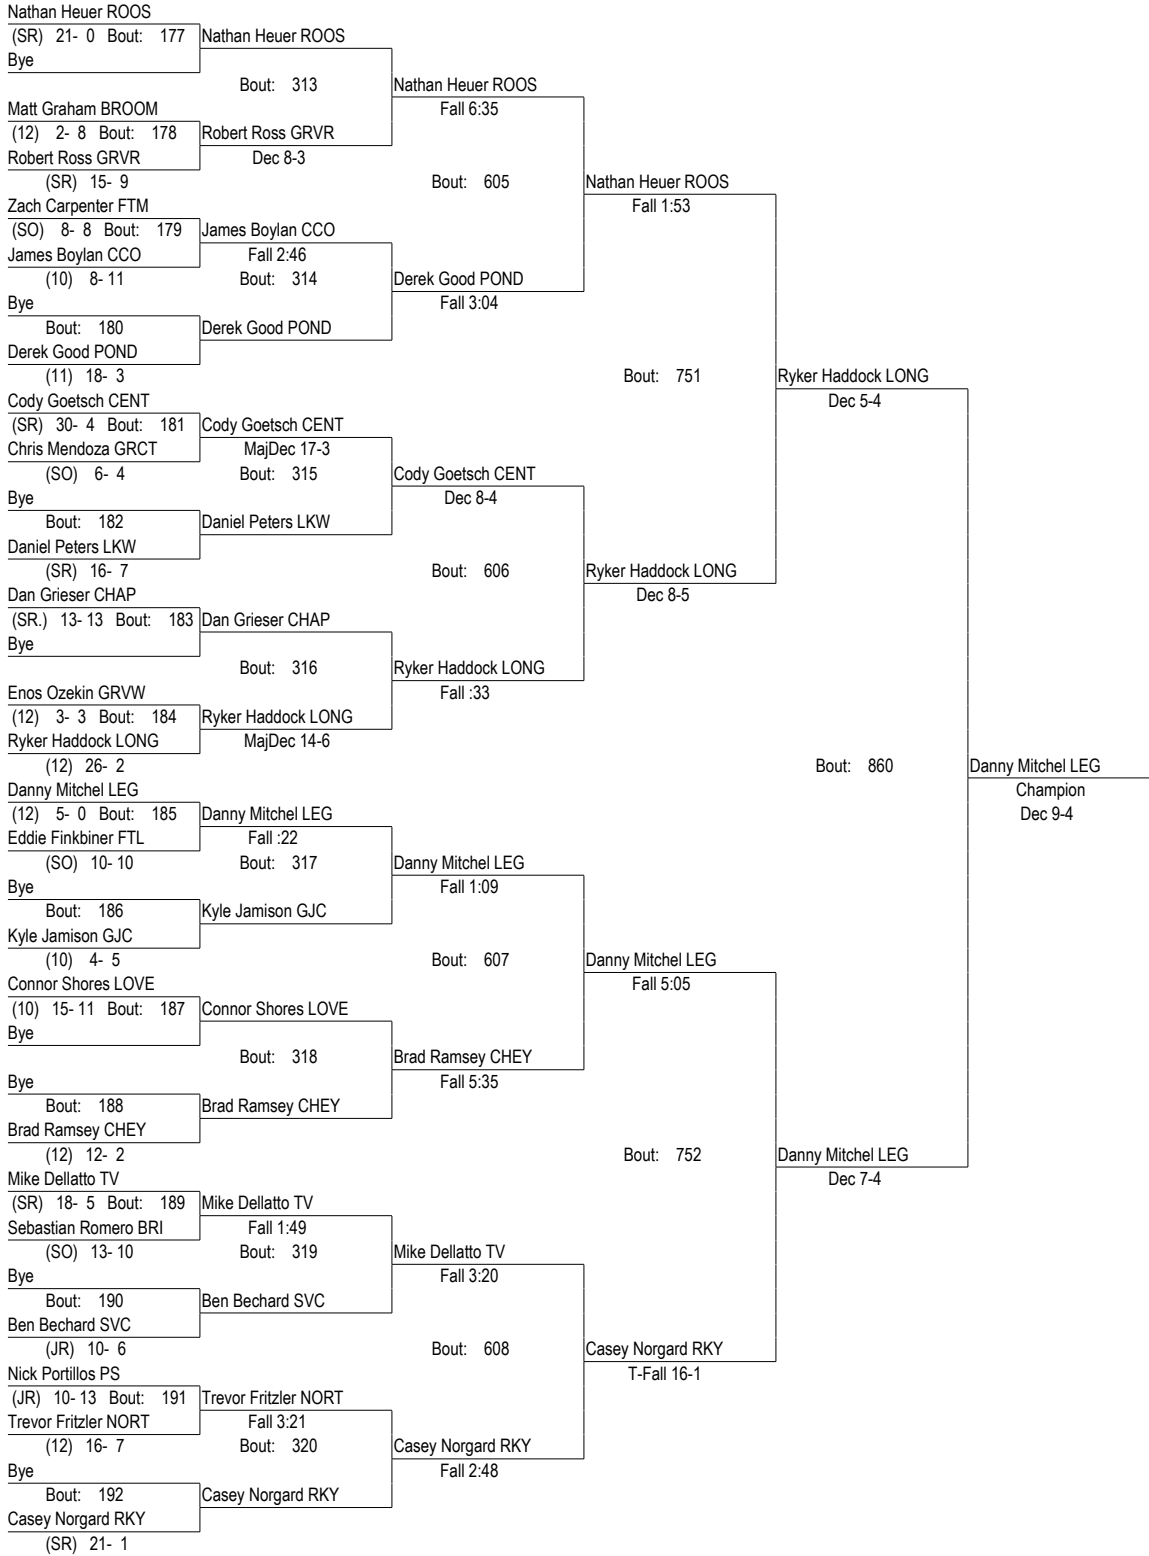 Nathan Heuer ROOS
(SR) 21- 0 Bout: 177 Nathan Heuer ROOS
Bye
Bout: 313 Nathan Heuer ROOS
Matt Graham BROOM Fall 6:35
(12) 2- 8 Bout: 178 Robert Ross GRVR
Robert Ross GRVR Dec 8-3
(SR) 15- 9 Bout: 605 Nathan Heuer ROOS
Zach Carpenter FTM Fall 1:53
(SO) 8- 8 Bout: 179 James Boylan CCO
James Boylan CCO Fall 2:46
(10) 8- 11 Bout: 314 Derek Good POND
Bye Fall 3:04
Bout: 180 Derek Good POND
Derek Good POND
(11) 18- 3 Bout: 751 Ryker Haddock LONG
Cody Goetsch CENT Dec 5-4
(SR) 30- 4 Bout: 181 Cody Goetsch CENT
Chris Mendoza GRCT MajDec 17-3
(SO) 6- 4 Bout: 315 Cody Goetsch CENT
Bye Dec 8-4
Bout: 182 Daniel Peters LKW
Daniel Peters LKW
(SR) 16- 7 Bout: 606 Ryker Haddock LONG
Dan Grieser CHAP Dec 8-5
(SR.) 13- 13 Bout: 183 Dan Grieser CHAP
Bye
Bout: 316 Ryker Haddock LONG
Enos Ozekin GRVW Fall :33
(12) 3- 3 Bout: 184 Ryker Haddock LONG
Ryker Haddock LONG MajDec 14-6
(12) 26- 2 Bout: 860 Danny Mitchel LEG
Danny Mitchel LEG Champion
(12) 5- 0 Bout: 185 Danny Mitchel LEG Dec 9-4
Eddie Finkbiner FTL Fall :22
(SO) 10- 10 Bout: 317 Danny Mitchel LEG
Bye Fall 1:09
Bout: 186 Kyle Jamison GJC
Kyle Jamison GJC
(10) 4- 5 Bout: 607 Danny Mitchel LEG
Connor Shores LOVE Fall 5:05
(10) 15- 11 Bout: 187 Connor Shores LOVE
Bye
Bout: 318 Brad Ramsey CHEY
Bye Fall 5:35
Bout: 188 Brad Ramsey CHEY
Brad Ramsey CHEY
(12) 12- 2 Bout: 752 Danny Mitchel LEG
Mike Dellatto TV Dec 7-4
(SR) 18- 5 Bout: 189 Mike Dellatto TV
Sebastian Romero BRI Fall 1:49
(SO) 13- 10 Bout: 319 Mike Dellatto TV
Bye Fall 3:20
Bout: 190 Ben Bechard SVC
Ben Bechard SVC
(JR) 10- 6 Bout: 608 Casey Norgard RKY
Nick Portillos PS T-Fall 16-1
(JR) 10- 13 Bout: 191 Trevor Fritzler NORT
Trevor Fritzler NORT Fall 3:21
(12) 16- 7 Bout: 320 Casey Norgard RKY
Bye Fall 2:48
Bout: 192 Casey Norgard RKY
Casey Norgard RKY
(SR) 21- 1